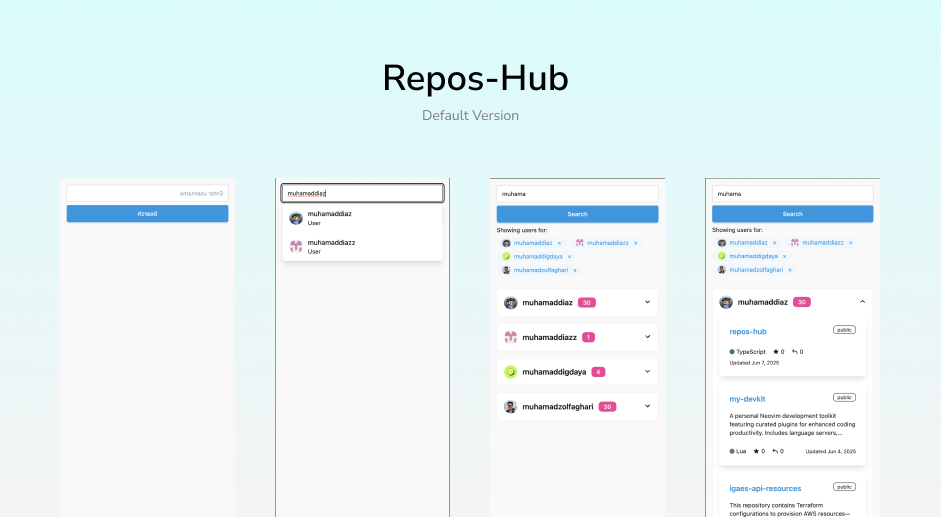 Repos-Hub
Default Version
Enter username
Search
muhamaddiaz
muhamaddiaz
User
muhamaddiazz
User
muhama
Search
Showing users for:
muhamaddiaz × muhamaddiazz ×
muhamaddigdaya ×
muhamadzolfaghari ×
muhamaddiaz 30
muhamaddiazz 1
muhamaddigdaya 4
muhamadzolfaghari 30
muhama
Search
Showing users for:
muhamaddiaz × muhamaddiazz ×
muhamaddigdaya ×
muhamadzolfaghari ×
muhamaddiaz 30
repos-hub public
TypeScript 0 0
Updated Jun 7, 2025
my-devkit public
A personal Neovim development toolkit
featuring curated plugins for enhanced coding
productivity. Includes language servers,...
Lua 0 0 Updated Jun 4, 2025
igaes-api-resources public
This repository contains Terraform
configurations to provision AWS resources—